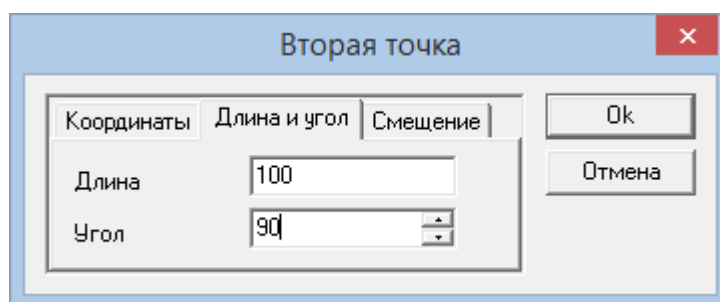 Вторая точка
Координаты Длина и угол Смещение
Ok
Длина 100
Отмена
Угол 90